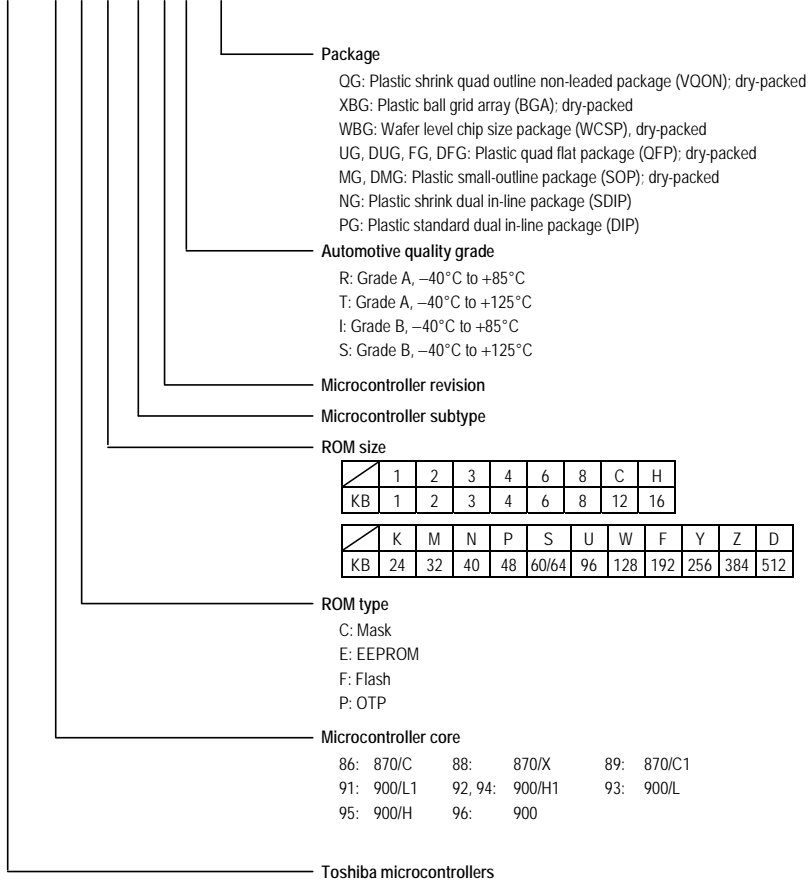 Package
QG: Plastic shrink quad outline non-leaded package (VQON); dry-packed
XBG: Plastic ball grid array (BGA); dry-packed
WBG: Wafer level chip size package (WCSP), dry-packed
UG, DUG, FG, DFG: Plastic quad flat package (QFP); dry-packed
MG, DMG: Plastic small-outline package (SOP); dry-packed
NG: Plastic shrink dual in-line package (SDIP)
PG: Plastic standard dual in-line package (DIP)
Automotive quality grade
R: Grade A, –40°C to +85°C
T: Grade A, –40°C to +125°C
I: Grade B, –40°C to +85°C
S: Grade B, –40°C to +125°C
Microcontroller revision
Microcontroller subtype
ROM size
1 2 3 4 6 8 C H
KB 1 2 3 4 6 8 12 16
K M N P S U W F Y Z D
KB 24 32 40 48 60/64 96 128 192 256 384 512
ROM type
C: Mask
E: EEPROM
F: Flash
P: OTP
Microcontroller core
86: 870/C 88: 870/X 89: 870/C1
91: 900/L1 92, 94: 900/H1 93: 900/L
95: 900/H 96: 900
Toshiba microcontrollers